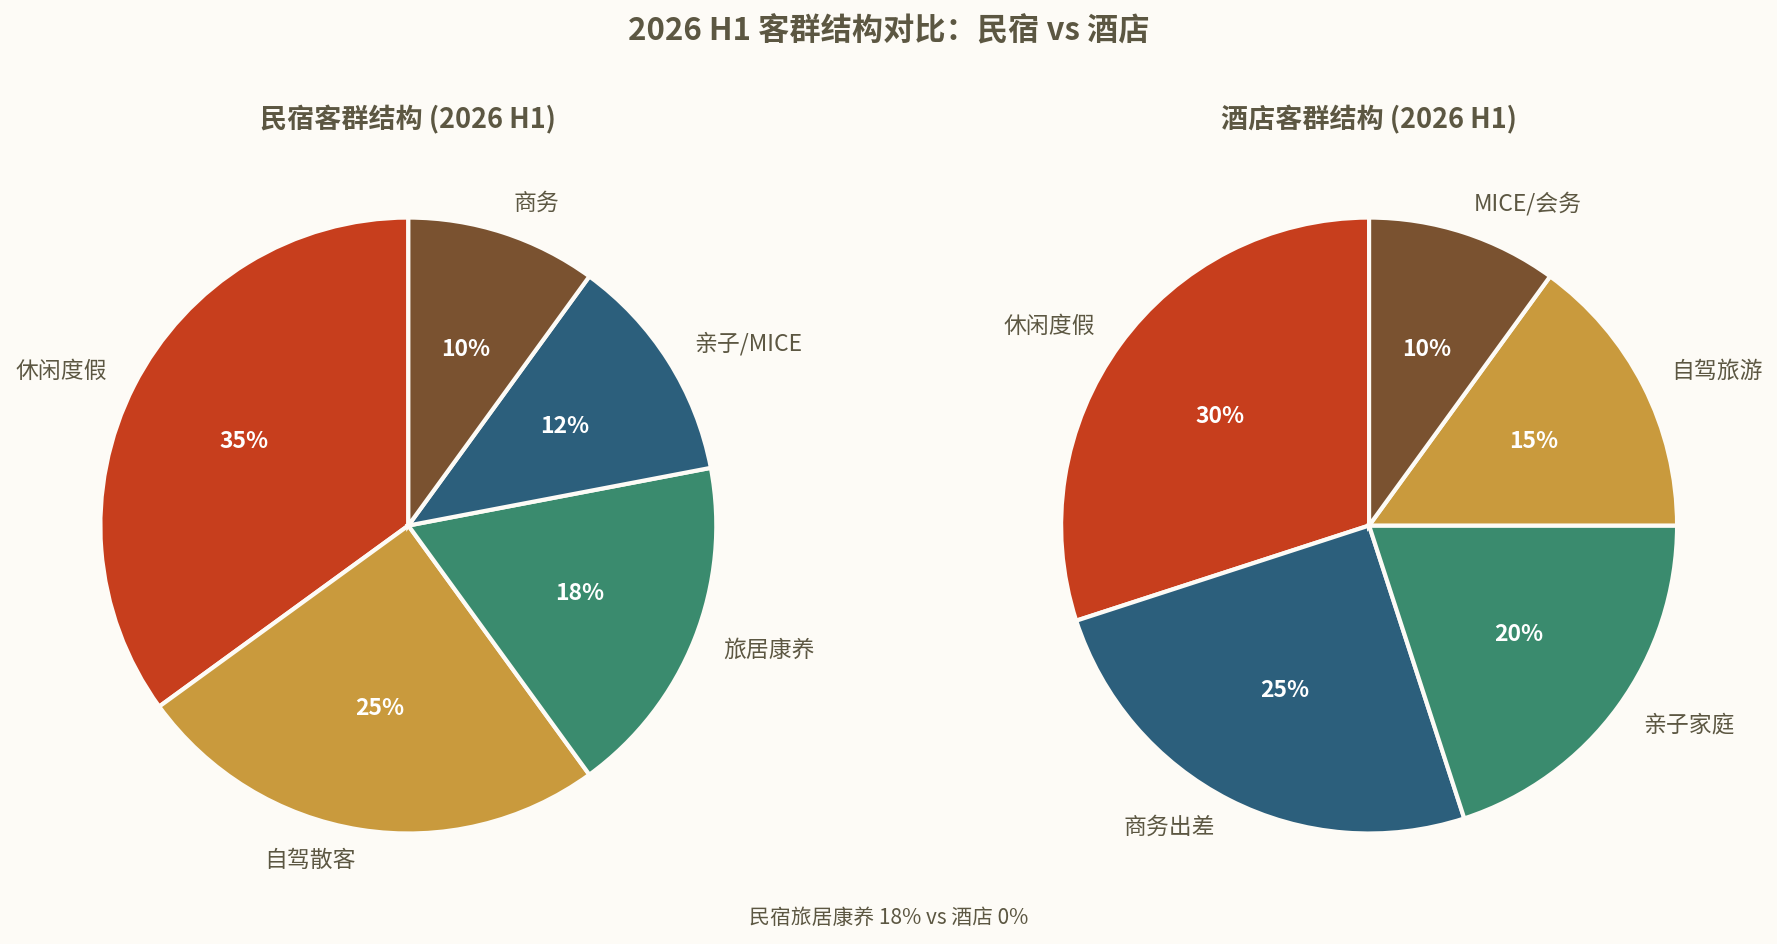 2026 H1 客群结构对比：民宿 vs 酒店
民宿客群结构 (2026 H1)
商务
10%
亲子/MICE
12%
休闲度假
35%
18%
旅居康养
25%
自驾散客
酒店客群结构 (2026 H1)
MICE/会务
10%
休闲度假
30%
自驾旅游
15%
20%
亲子家庭
25%
商务出差
民宿旅居康养 18% vs 酒店 0%